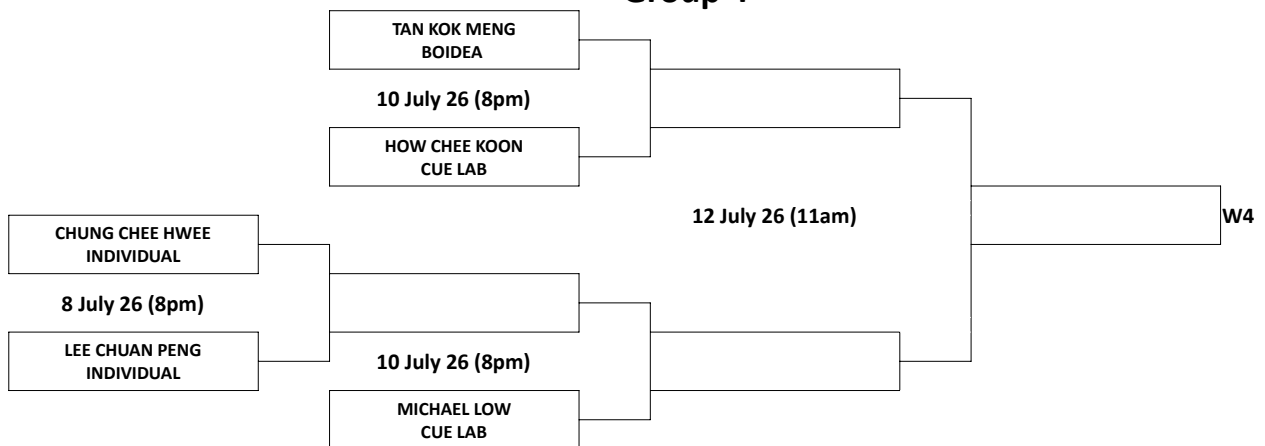 TAN KOK MENG
BOIDEA
10 July 26 (8pm)
HOW CHEE KOON
CUE LAB
12 July 26 (11am)
W4
CHUNG CHEE HWEE
INDIVIDUAL
8 July 26 (8pm)
LEE CHUAN PENG
INDIVIDUAL
10 July 26 (8pm)
MICHAEL LOW
CUE LAB